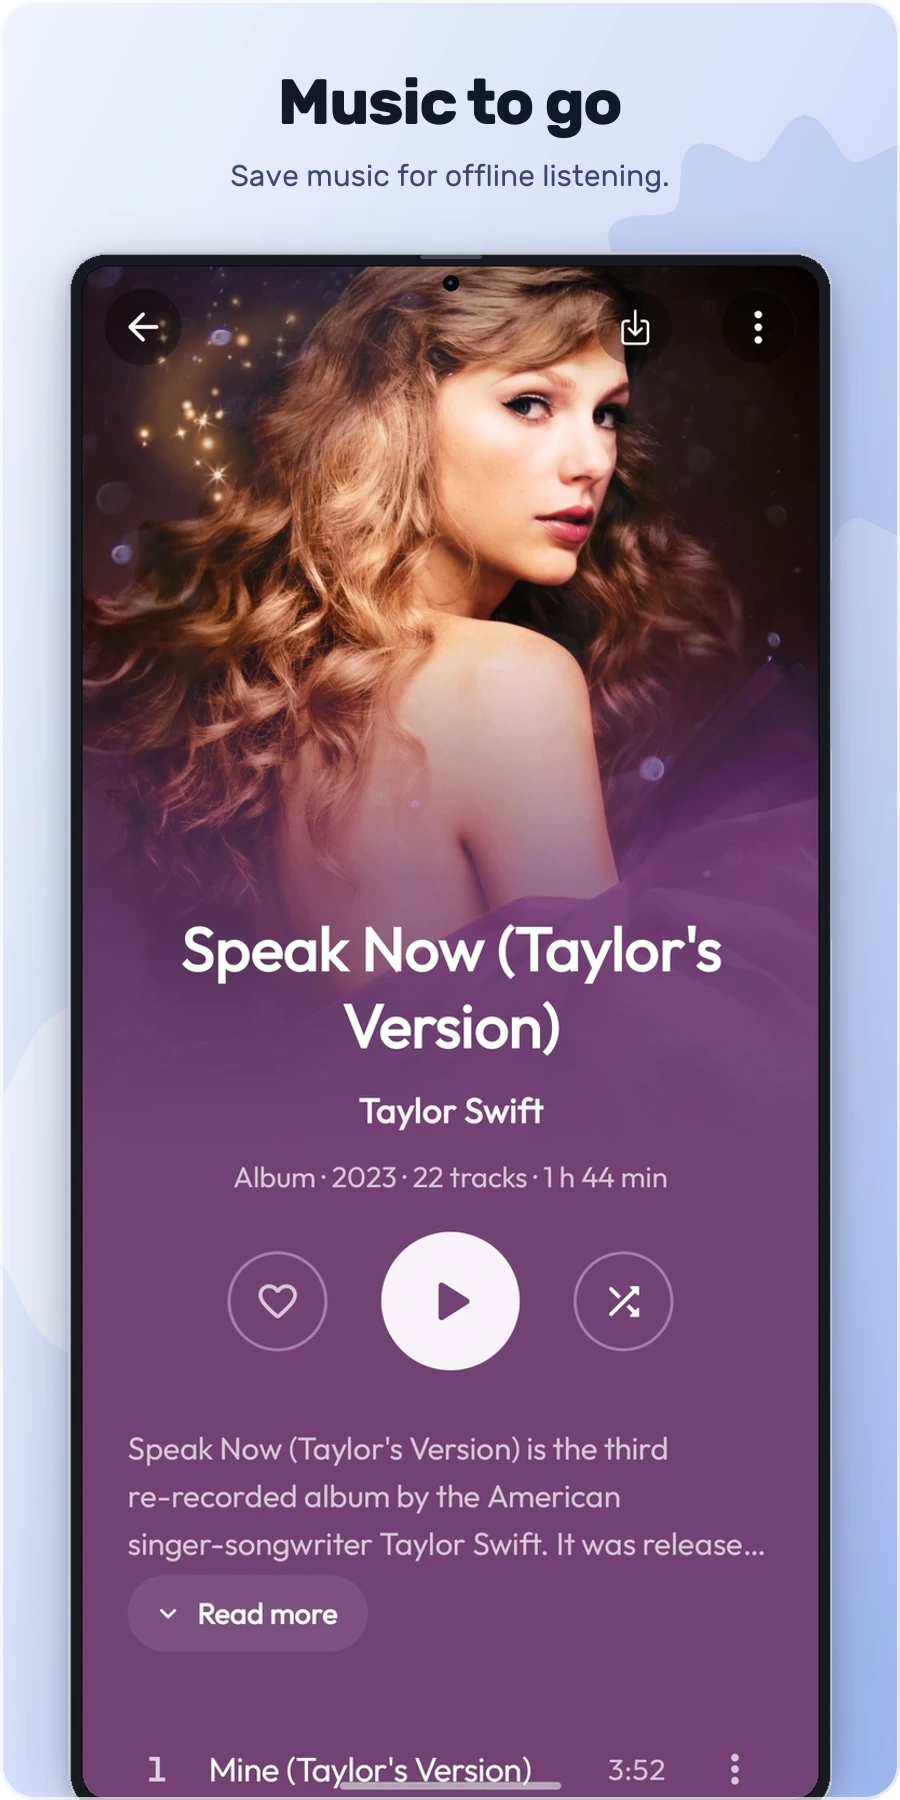 Music to go
Save music for offline listening.
Speak Now (Taylor's
Version)
Taylor Swift
Album · 2023 · 22 tracks · 1 h 44 min
Speak Now (Taylor's Version) is the third
re-recorded album by the American
singer-songwriter Taylor Swift. It was release...
Read more
1 Mine (Taylor's Version) 3:52